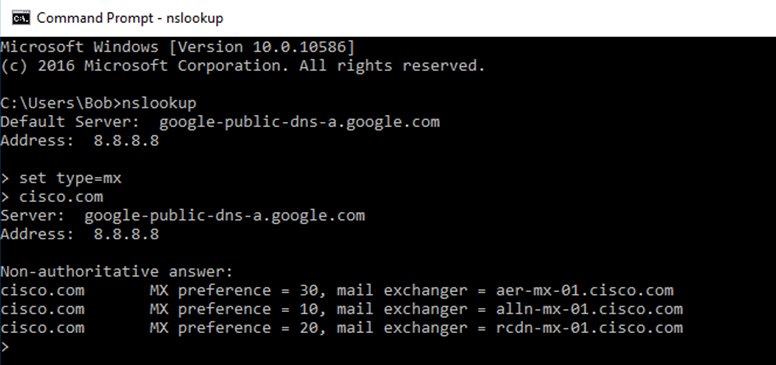 Command Prompt - nslookup
Microsoft Windows [Version 10.0.10586]
(c) 2016 Microsoft Corporation. All rights reserved.
C:\Users\Bob>nslookup
Default Server:  google-public-dns-a.google.com
Address:  8.8.8.8
> set type=mx
> cisco.com
Server:  google-public-dns-a.google.com
Address:  8.8.8.8
Non-authoritative answer:
cisco.com       MX preference = 30, mail exchanger = aer-mx-01.cisco.com
cisco.com       MX preference = 10, mail exchanger = alln-mx-01.cisco.com
cisco.com       MX preference = 20, mail exchanger = rcdn-mx-01.cisco.com
>